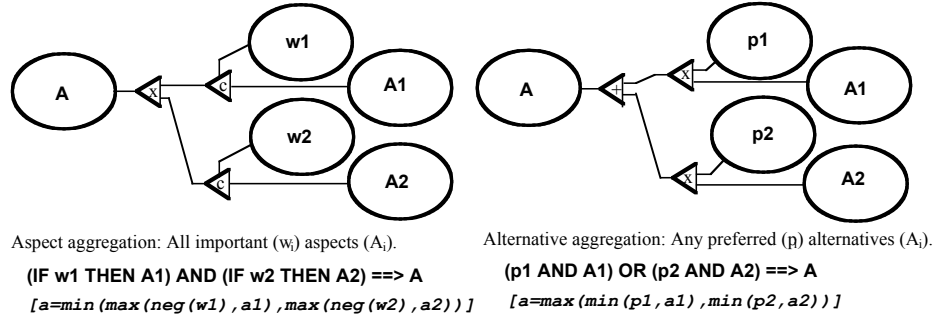 w1
A
x
c
A1
w2
c
A2
p1
A
+
x
A1
p2
x
A2
Aspect aggregation: All important (wi) aspects (Ai).
(IF w1 THEN A1) AND (IF w2 THEN A2) ==> A
[a=min(max(neg(w1),a1),max(neg(w2),a2))]
Alternative aggregation: Any preferred (p) alternatives (Ai).
(p1 AND A1) OR (p2 AND A2) ==> A
[a=max(min(p1,a1),min(p2,a2))]